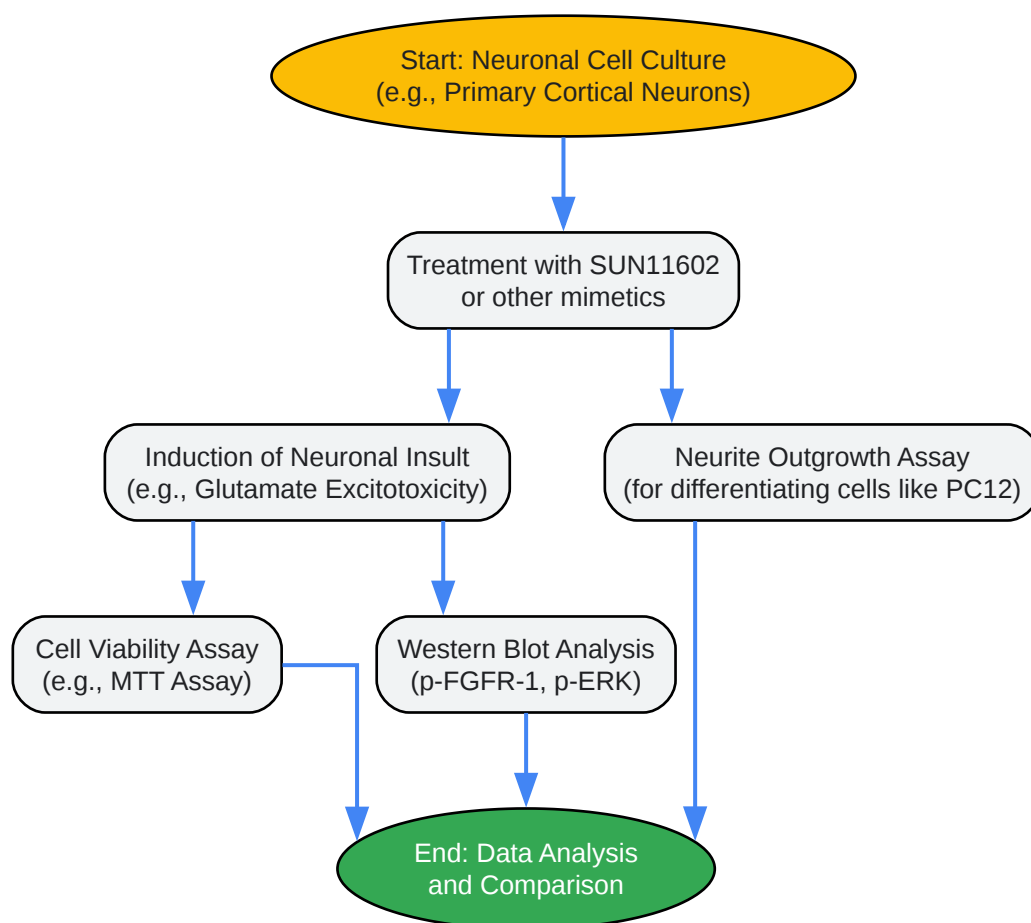 Start: Neuronal Cell Culture
(e.g., Primary Cortical Neurons)
Treatment with SUN11602
or other mimetics
Induction of Neuronal Insult
(e.g., Glutamate Excitotoxicity)
Neurite Outgrowth Assay
(for differentiating cells like PC12)
Cell Viability Assay
(e.g., MTT Assay)
Western Blot Analysis
(p-FGFR-1, p-ERK)
End: Data Analysis
and Comparison